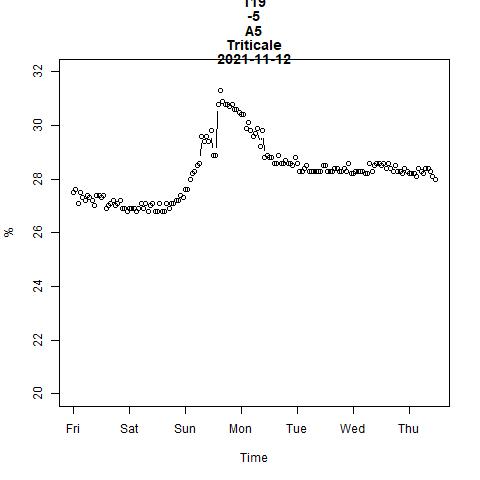 T19
-5
A5
Triticale
2021-11-12
32
30
28
26
24
22
20
%
Fri Sat Sun Mon Tue Wed Thu
Time